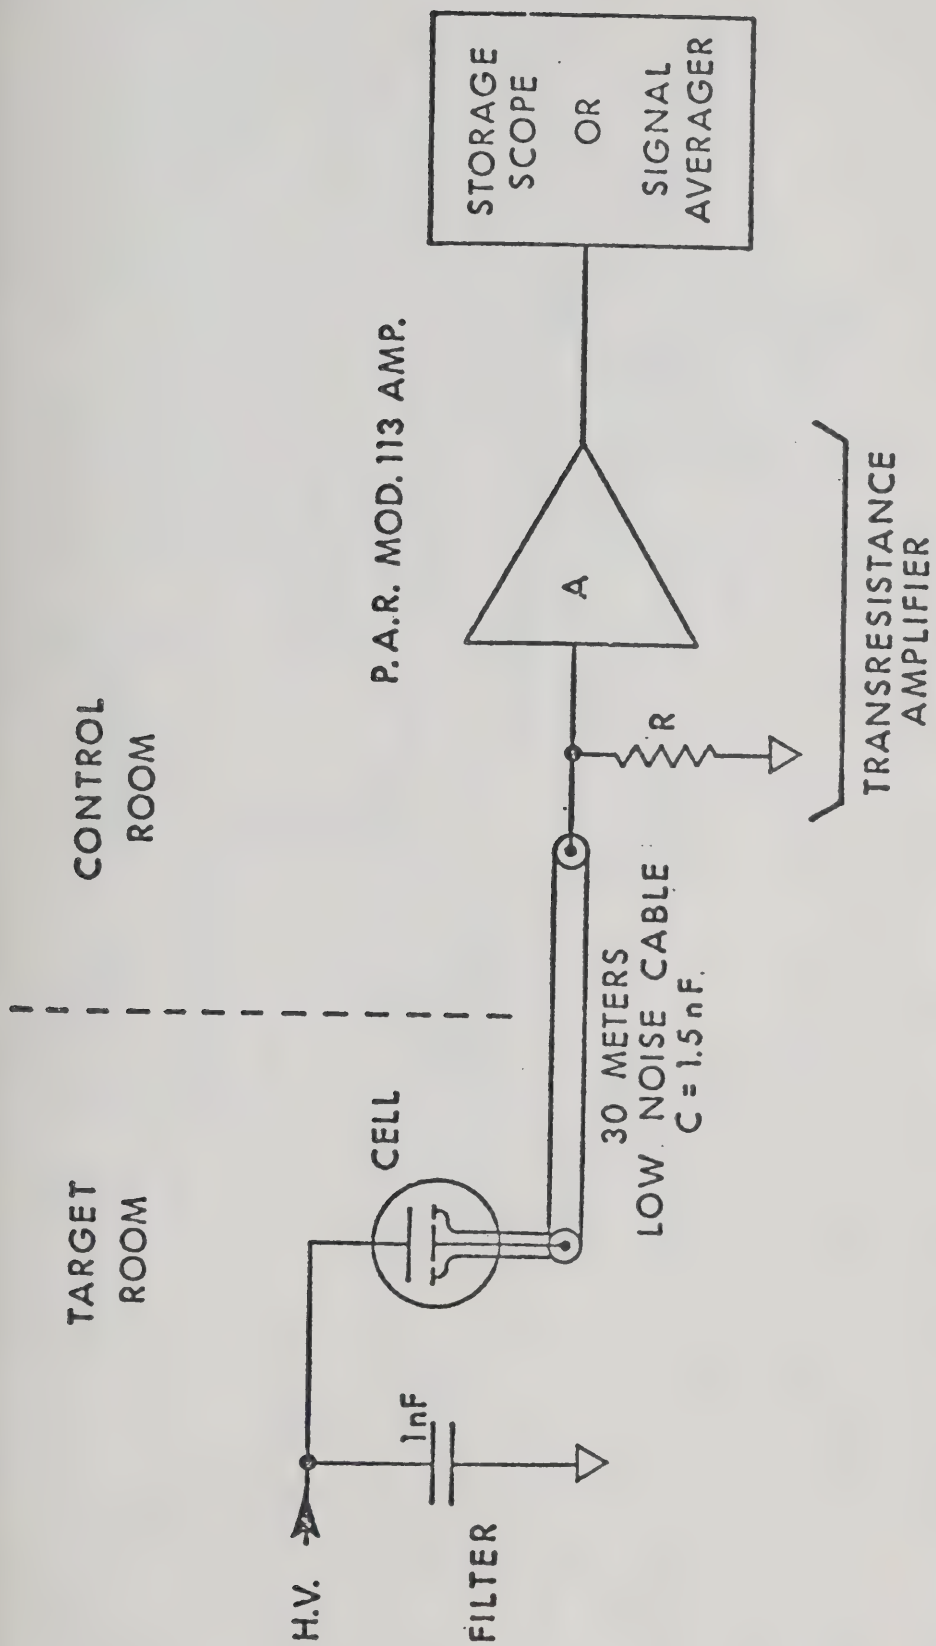 TARGET
ROOM
CONTROL
ROOM
H.V.
1nF
FILTER
CELL
30 METERS
LOW NOISE CABLE
C = 1.5 nF.
P.A.R. MOD. 113 AMP.
A
R
TRANSRESISTANCE
AMPLIFIER
STORAGE
SCOPE
OR
SIGNAL
AVERAGER